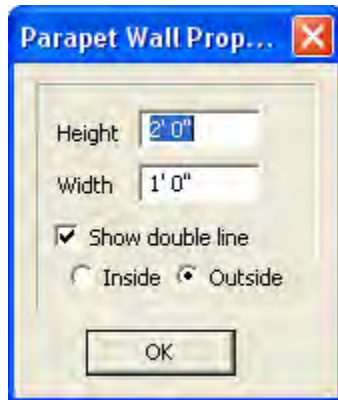 Parapet Wall Prop...
Height 2' 0"
Width 1' 0"
Show double line
Inside Outside
OK